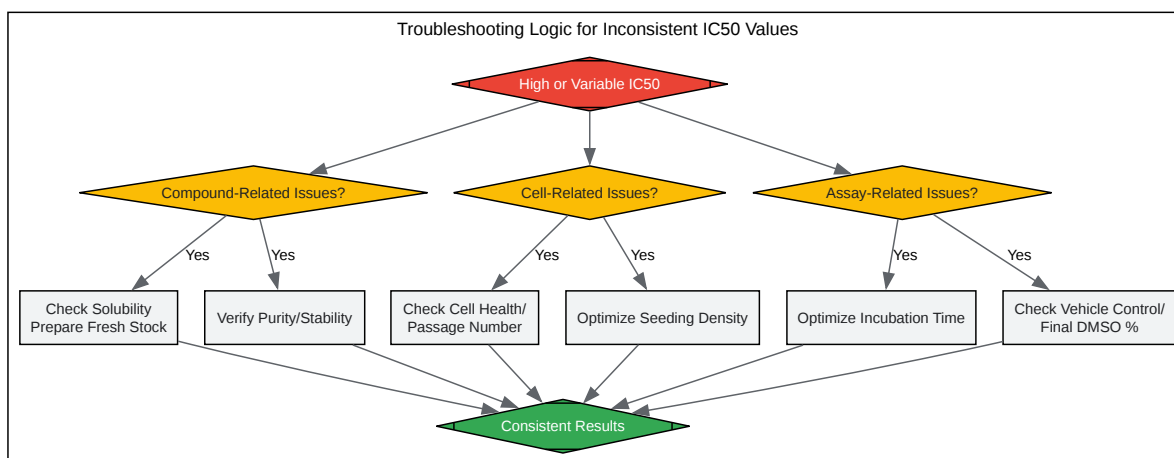 Troubleshooting Logic for Inconsistent IC50 Values
High or Variable IC50
Compound-Related Issues?
Cell-Related Issues?
Assay-Related Issues?
Yes
Yes
Yes
Yes
Yes
Yes
Check Solubility
Prepare Fresh Stock
Verify Purity/Stability
Check Cell Health/
Passage Number
Optimize Seeding Density
Optimize Incubation Time
Check Vehicle Control/
Final DMSO %
Consistent Results